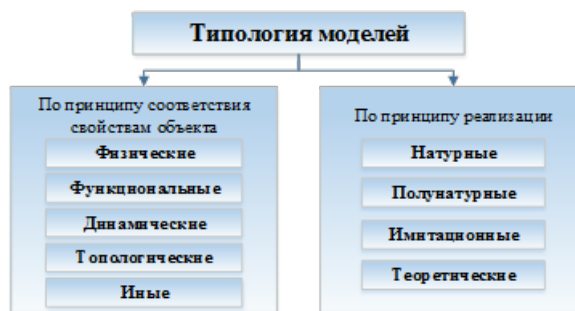 Типология моделей
По принципу соответствия
свойствам объекта
Физические
Функциональные
Динамические
Топологические
Иные
По принципу реализации
Натурные
Полунатурные
Имитационные
Теоретические